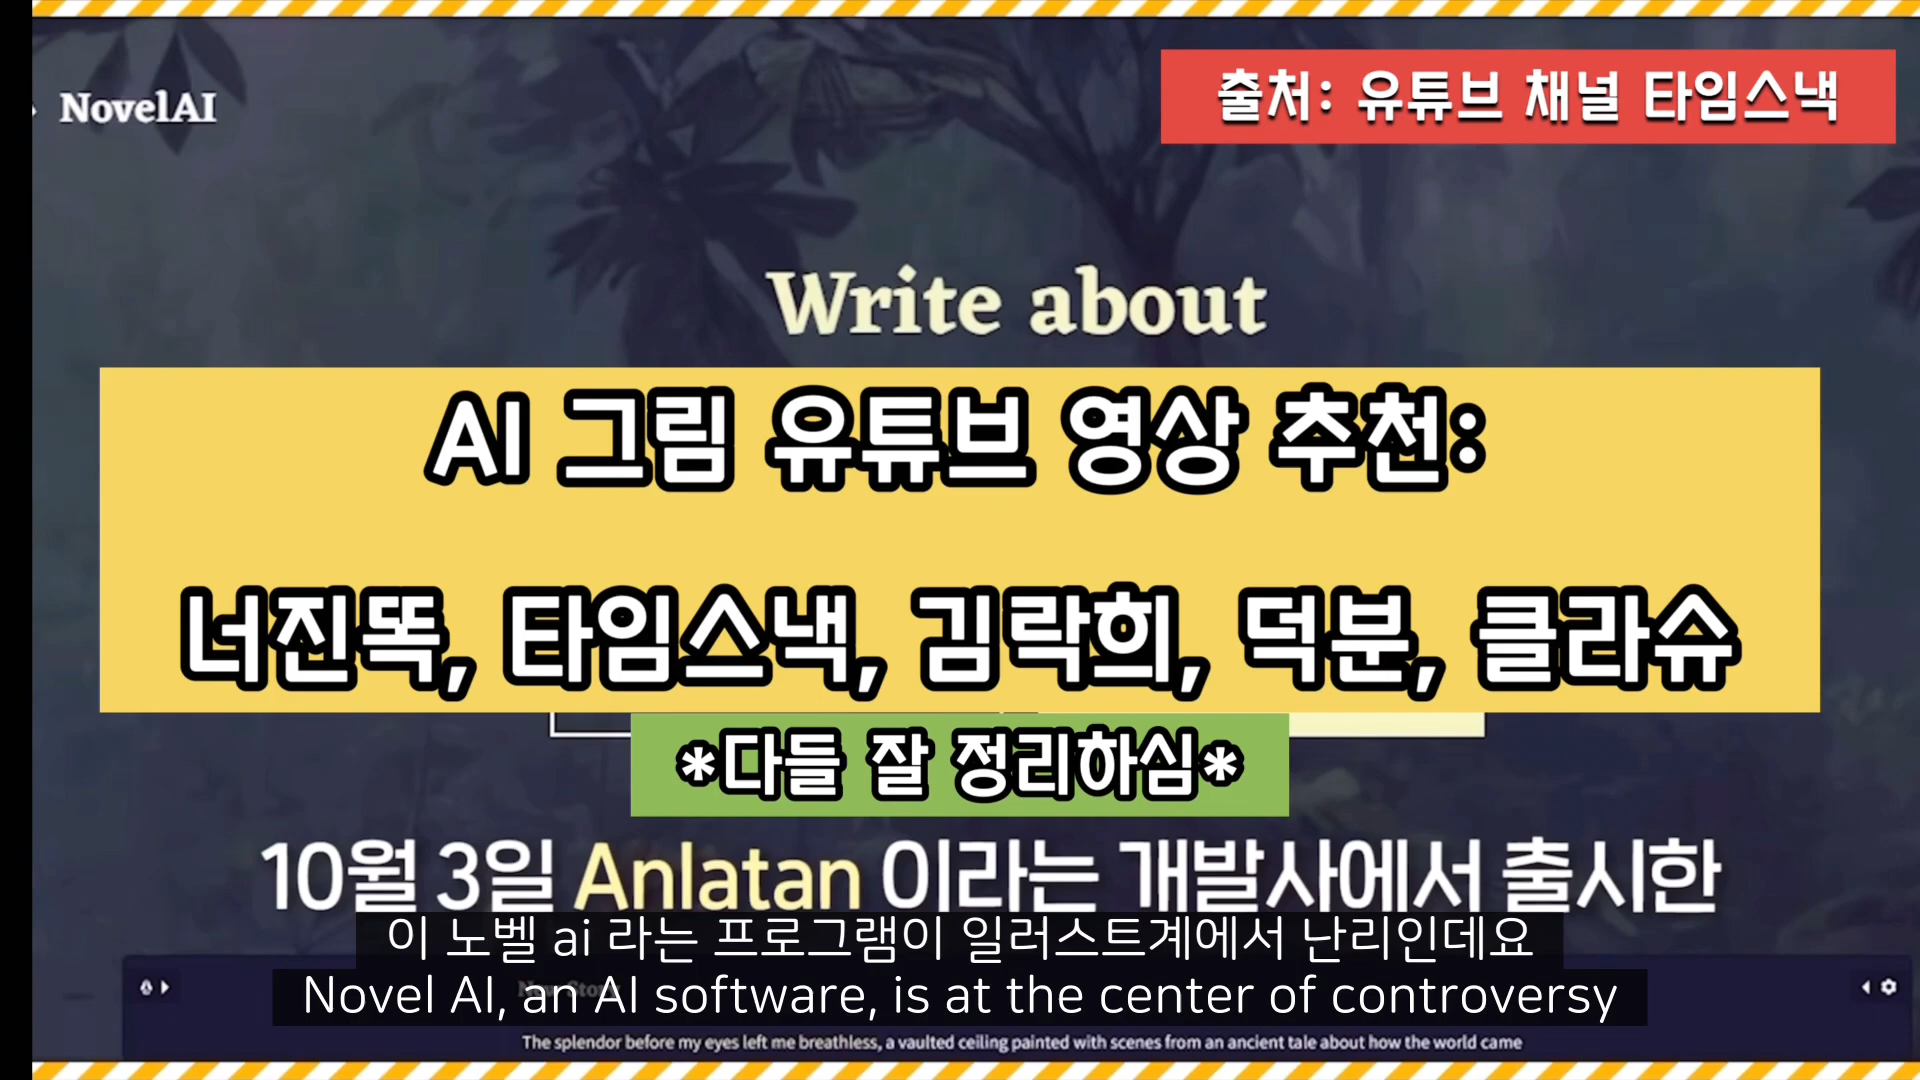 NovelAI
출처: 유튜브 채널 타임스낵
Write about
AI 그림 유튜브 영상 추천:
너진똑, 타임스낵, 김락희, 덕분, 클라슈
*다들 잘 정리하심*
10월 3일 Anlatan 이라는 개발사에서 출시한
이 노벨 ai 라는 프로그램이 일러스트계에서 난리인데요
New Story
Novel AI, an AI software, is at the center of controversy
The splendor before my eyes left me breathless, a vaulted ceiling painted with scenes from an ancient tale about how the world came